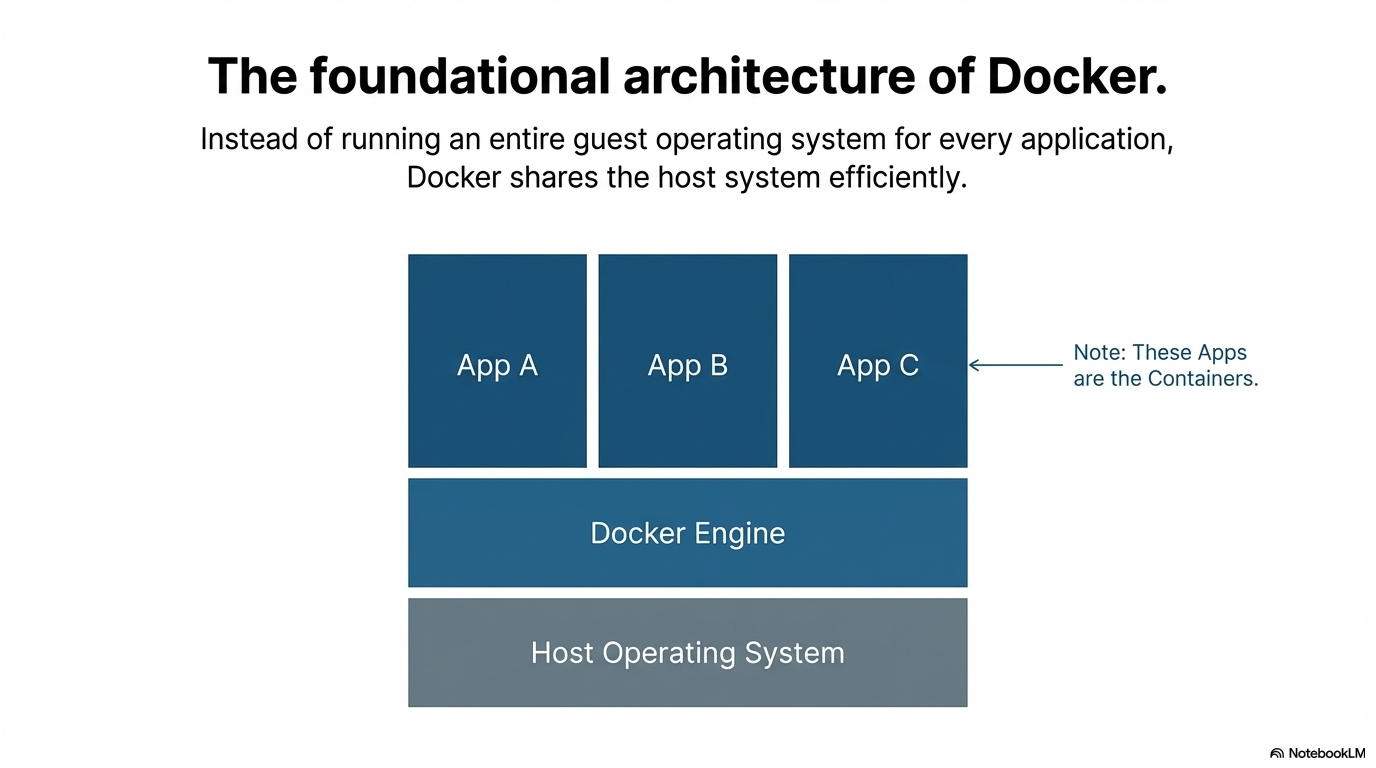 The foundational architecture of Docker.
Instead of running an entire guest operating system for every application,
Docker shares the host system efficiently.
App A
App B
App C
Note: These Apps
are the Containers.
Docker Engine
Host Operating System
NotebookLM